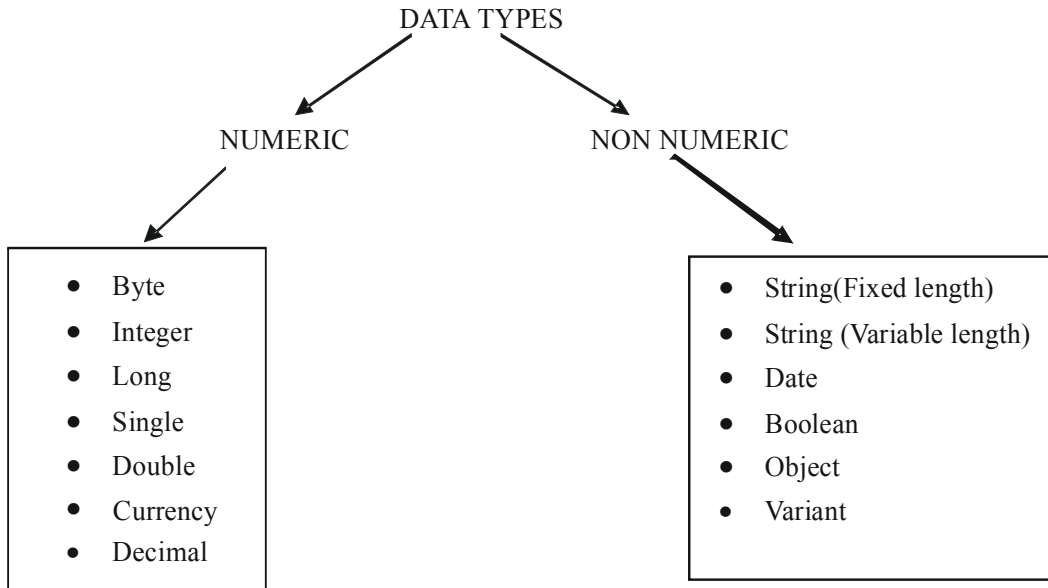 DATA TYPES
NUMERIC
NON NUMERIC
• Byte
• Integer
• Long
• Single
• Double
• Currency
• Decimal
• String(Fixed length)
• String (Variable length)
• Date
• Boolean
• Object
• Variant